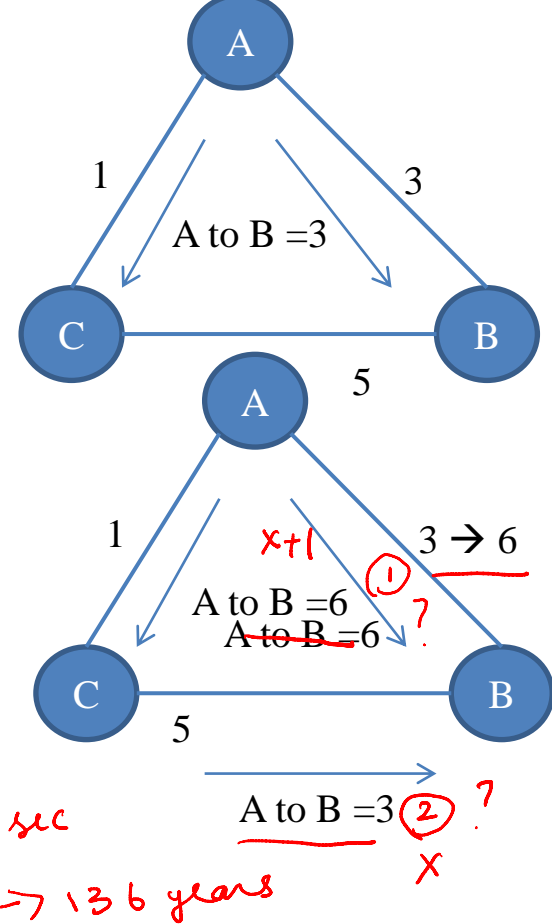 A
1
3
A to B =3
C
B
5
A
1
x+1
3 → 6
①
A to B =6
?
A to B =6
C
B
5
A to B =3 ② ?
sec
x
→ 136 years